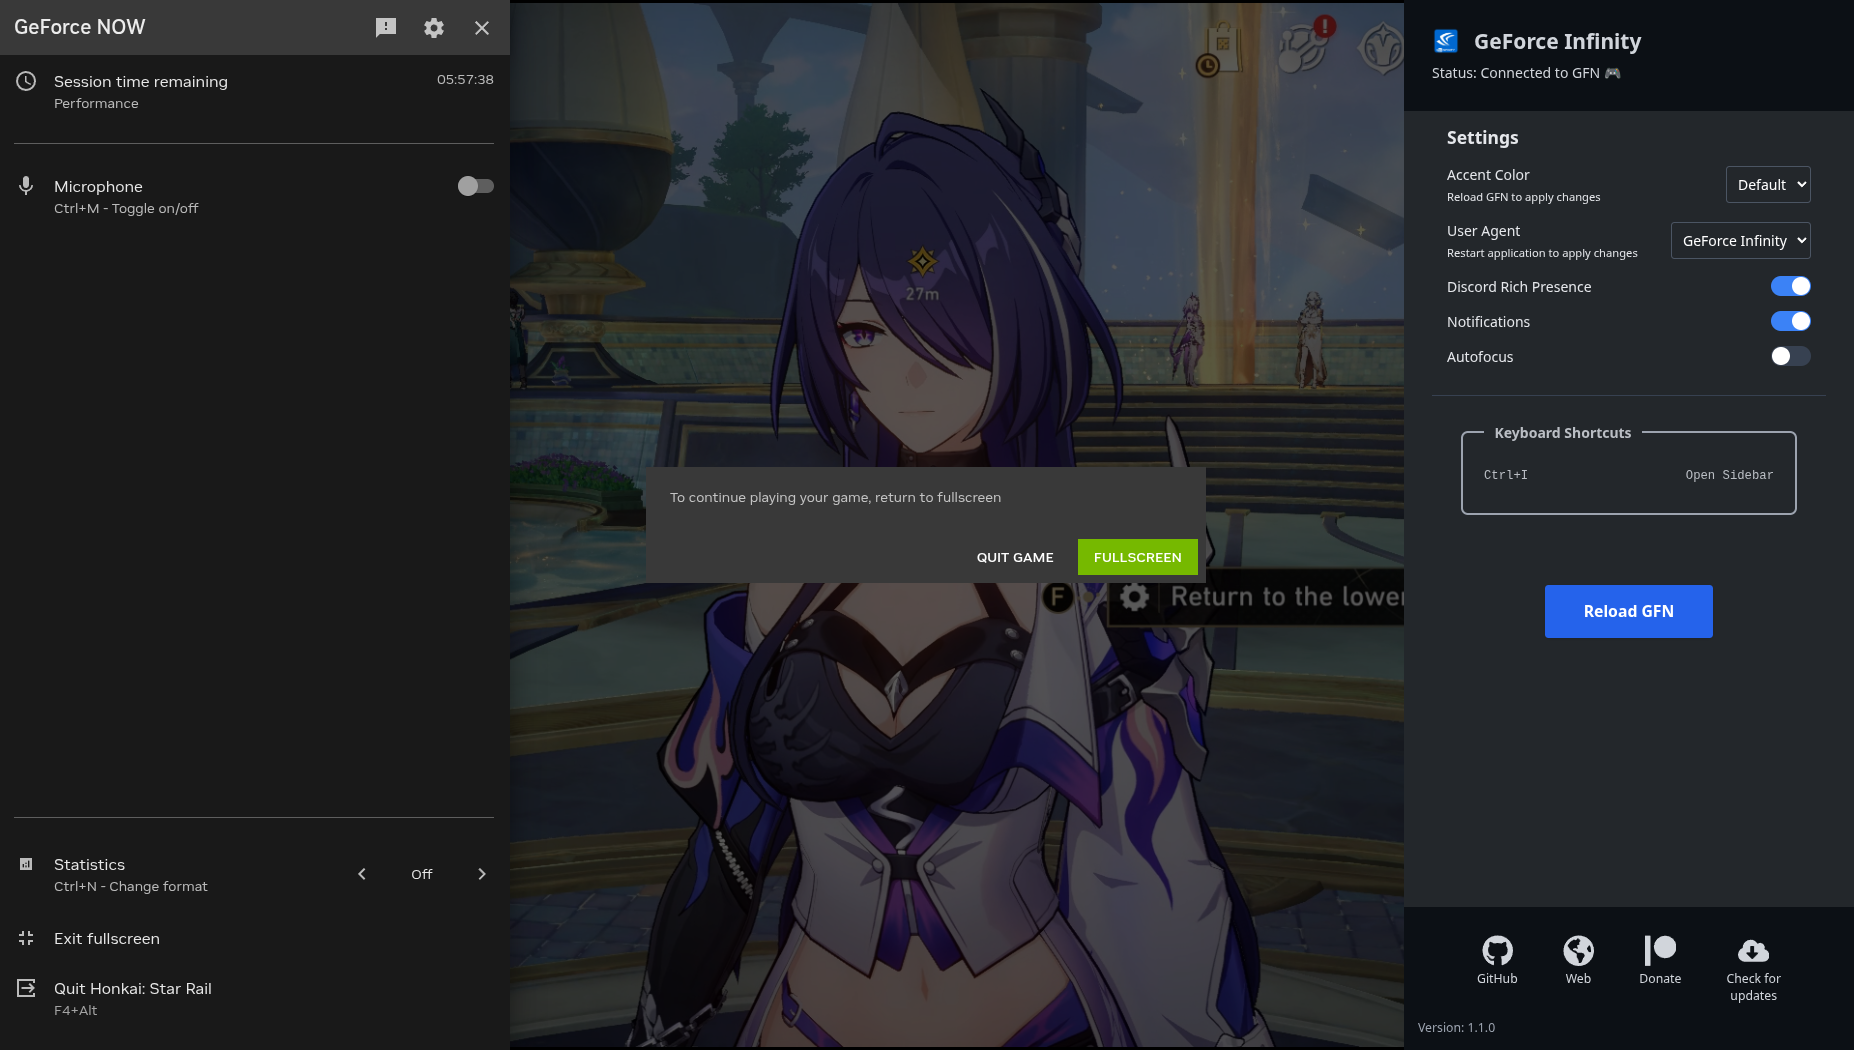 GeForce NOW
Session time remaining
05:57:38
Performance
Microphone
Ctrl+M - Toggle on/off
Statistics
Ctrl+N - Change format
Off
Exit fullscreen
Quit Honkai: Star Rail
F4+Alt
27m
To continue playing your game, return to fullscreen
QUIT GAME
FULLSCREEN
F
Return to the lower
GeForce Infinity
Status: Connected to GFN 🎮
Settings
Accent Color
Reload GFN to apply changes
Default
User Agent
Restart application to apply changes
GeForce Infinity
Discord Rich Presence
Notifications
Autofocus
Keyboard Shortcuts
Ctrl+I
Open Sidebar
Reload GFN
GitHub
Web
Donate
Check for
updates
Version: 1.1.0